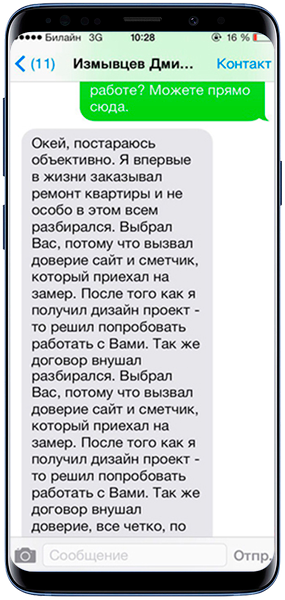 Билайн 3G 10:28 16 %
(11) Измывцев Дми... Контакт
работе? Можете прямо
сюда.
Окей, постараюсь
объективно. Я впервые
в жизни заказывал
ремонт квартиры и не
особо в этом всем
разбирался. Выбрал
Вас, потому что вызвал
доверие сайт и сметчик,
который приехал на
замер. После того как я
получил дизайн проект -
то решил попробовать
работать с Вами. Так же
договор внушал
разбирался. Выбрал
Вас, потому что вызвал
доверие сайт и сметчик,
который приехал на
замер. После того как я
получил дизайн проект -
то решил попробовать
работать с Вами. Так же
договор внушал
доверие, все четко, по
Сообщение Отпр.